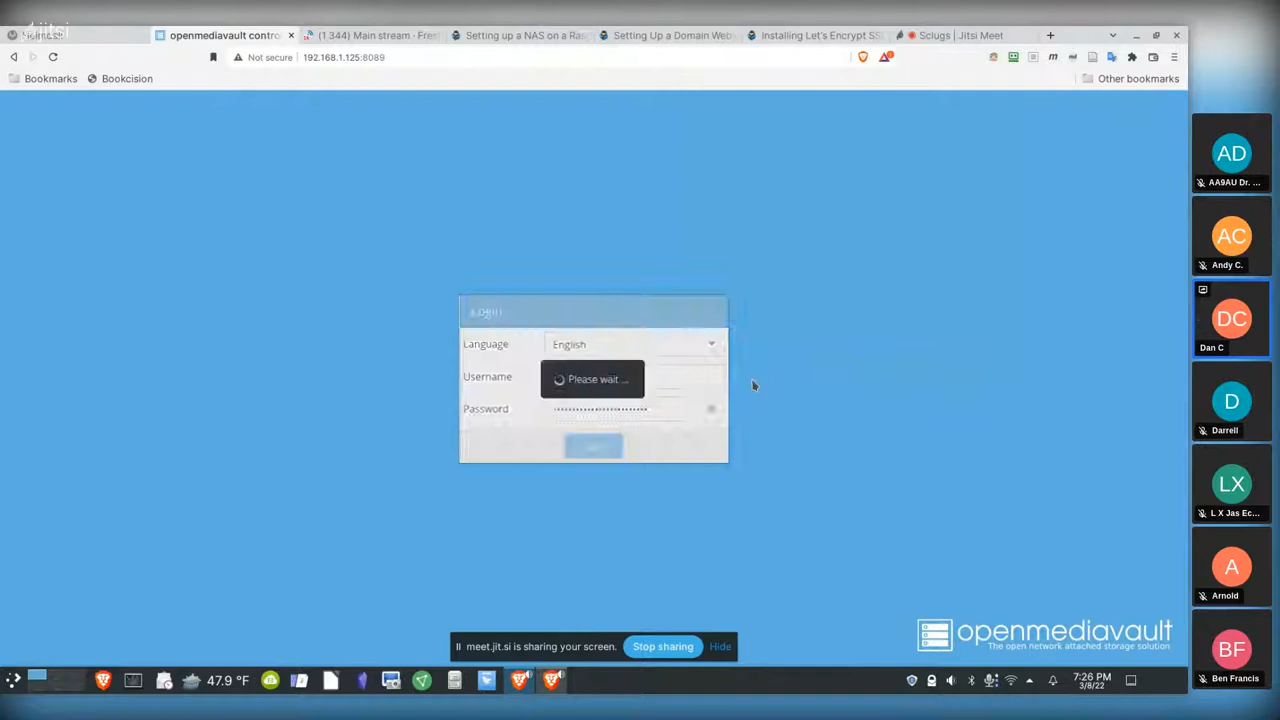 jitsi
openmediavault contro
(1 344) Main stream · Fres
Setting up a NAS on a Ras
Setting Up a Domain Web
Installing Let's Encrypt SS
Sclugs | Jitsi Meet
Not secure
192.168.1.125:8089
Bookmarks
Bookcision
Other bookmarks
Login
Language
English
Username
Please wait ...
Password
AD
AA9AU Dr. ...
AC
Andy C.
DC
Dan C
D
Darrell
LX
L X Jas Ec...
A
Arnold
BF
Ben Francis
openmediavault
The open network attached storage solution
meet.jit.si is sharing your screen.
Stop sharing
Hide
47.9 °F
7:26 PM
3/8/22